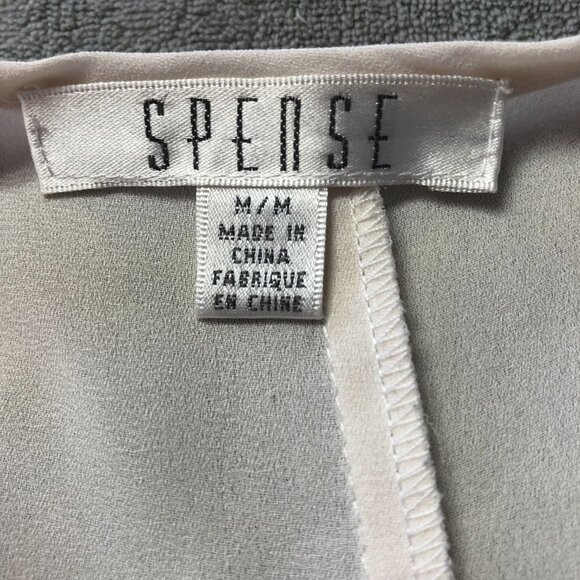 SPENSE
M/M
MADE IN
CHINA
FABRIQUE
EN CHINE